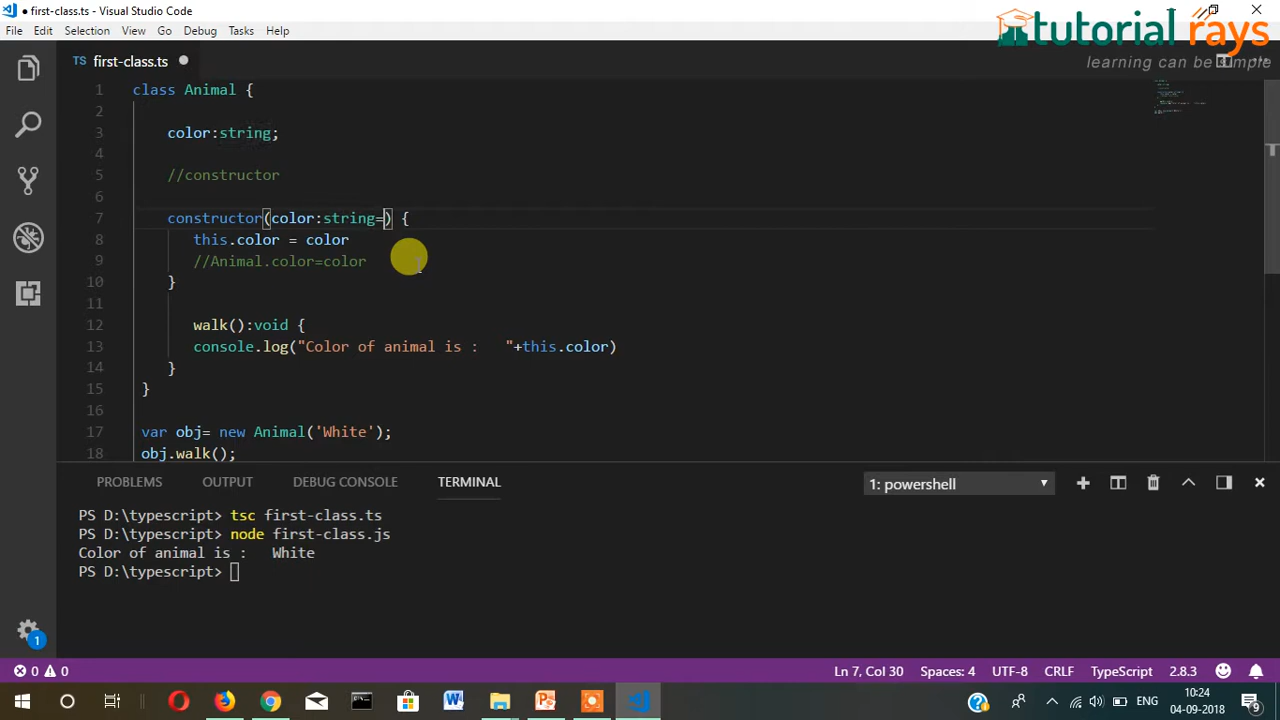 ● first-class.ts - Visual Studio Code
File Edit Selection View Go Debug Tasks Help
tutorial rays
learning can be simple
TS first-class.ts ●
1 class Animal {
2
3 color:string;
4
5 //constructor
6
7 constructor(color:string=) {
8 this.color = color
9 //Animal.color=color
10 }
11
12 walk():void {
13 console.log("Color of animal is :   "+this.color)
14 }
15 }
16
17 var obj= new Animal('White');
18 obj.walk();
PROBLEMS OUTPUT DEBUG CONSOLE TERMINAL 1: powershell
PS D:\typescript> tsc first-class.ts
PS D:\typescript> node first-class.js
Color of animal is :   White
PS D:\typescript>
1
0 0 Ln 7, Col 30 Spaces: 4 UTF-8 CRLF TypeScript 2.8.3
ENG 10:24
04-09-2018 9